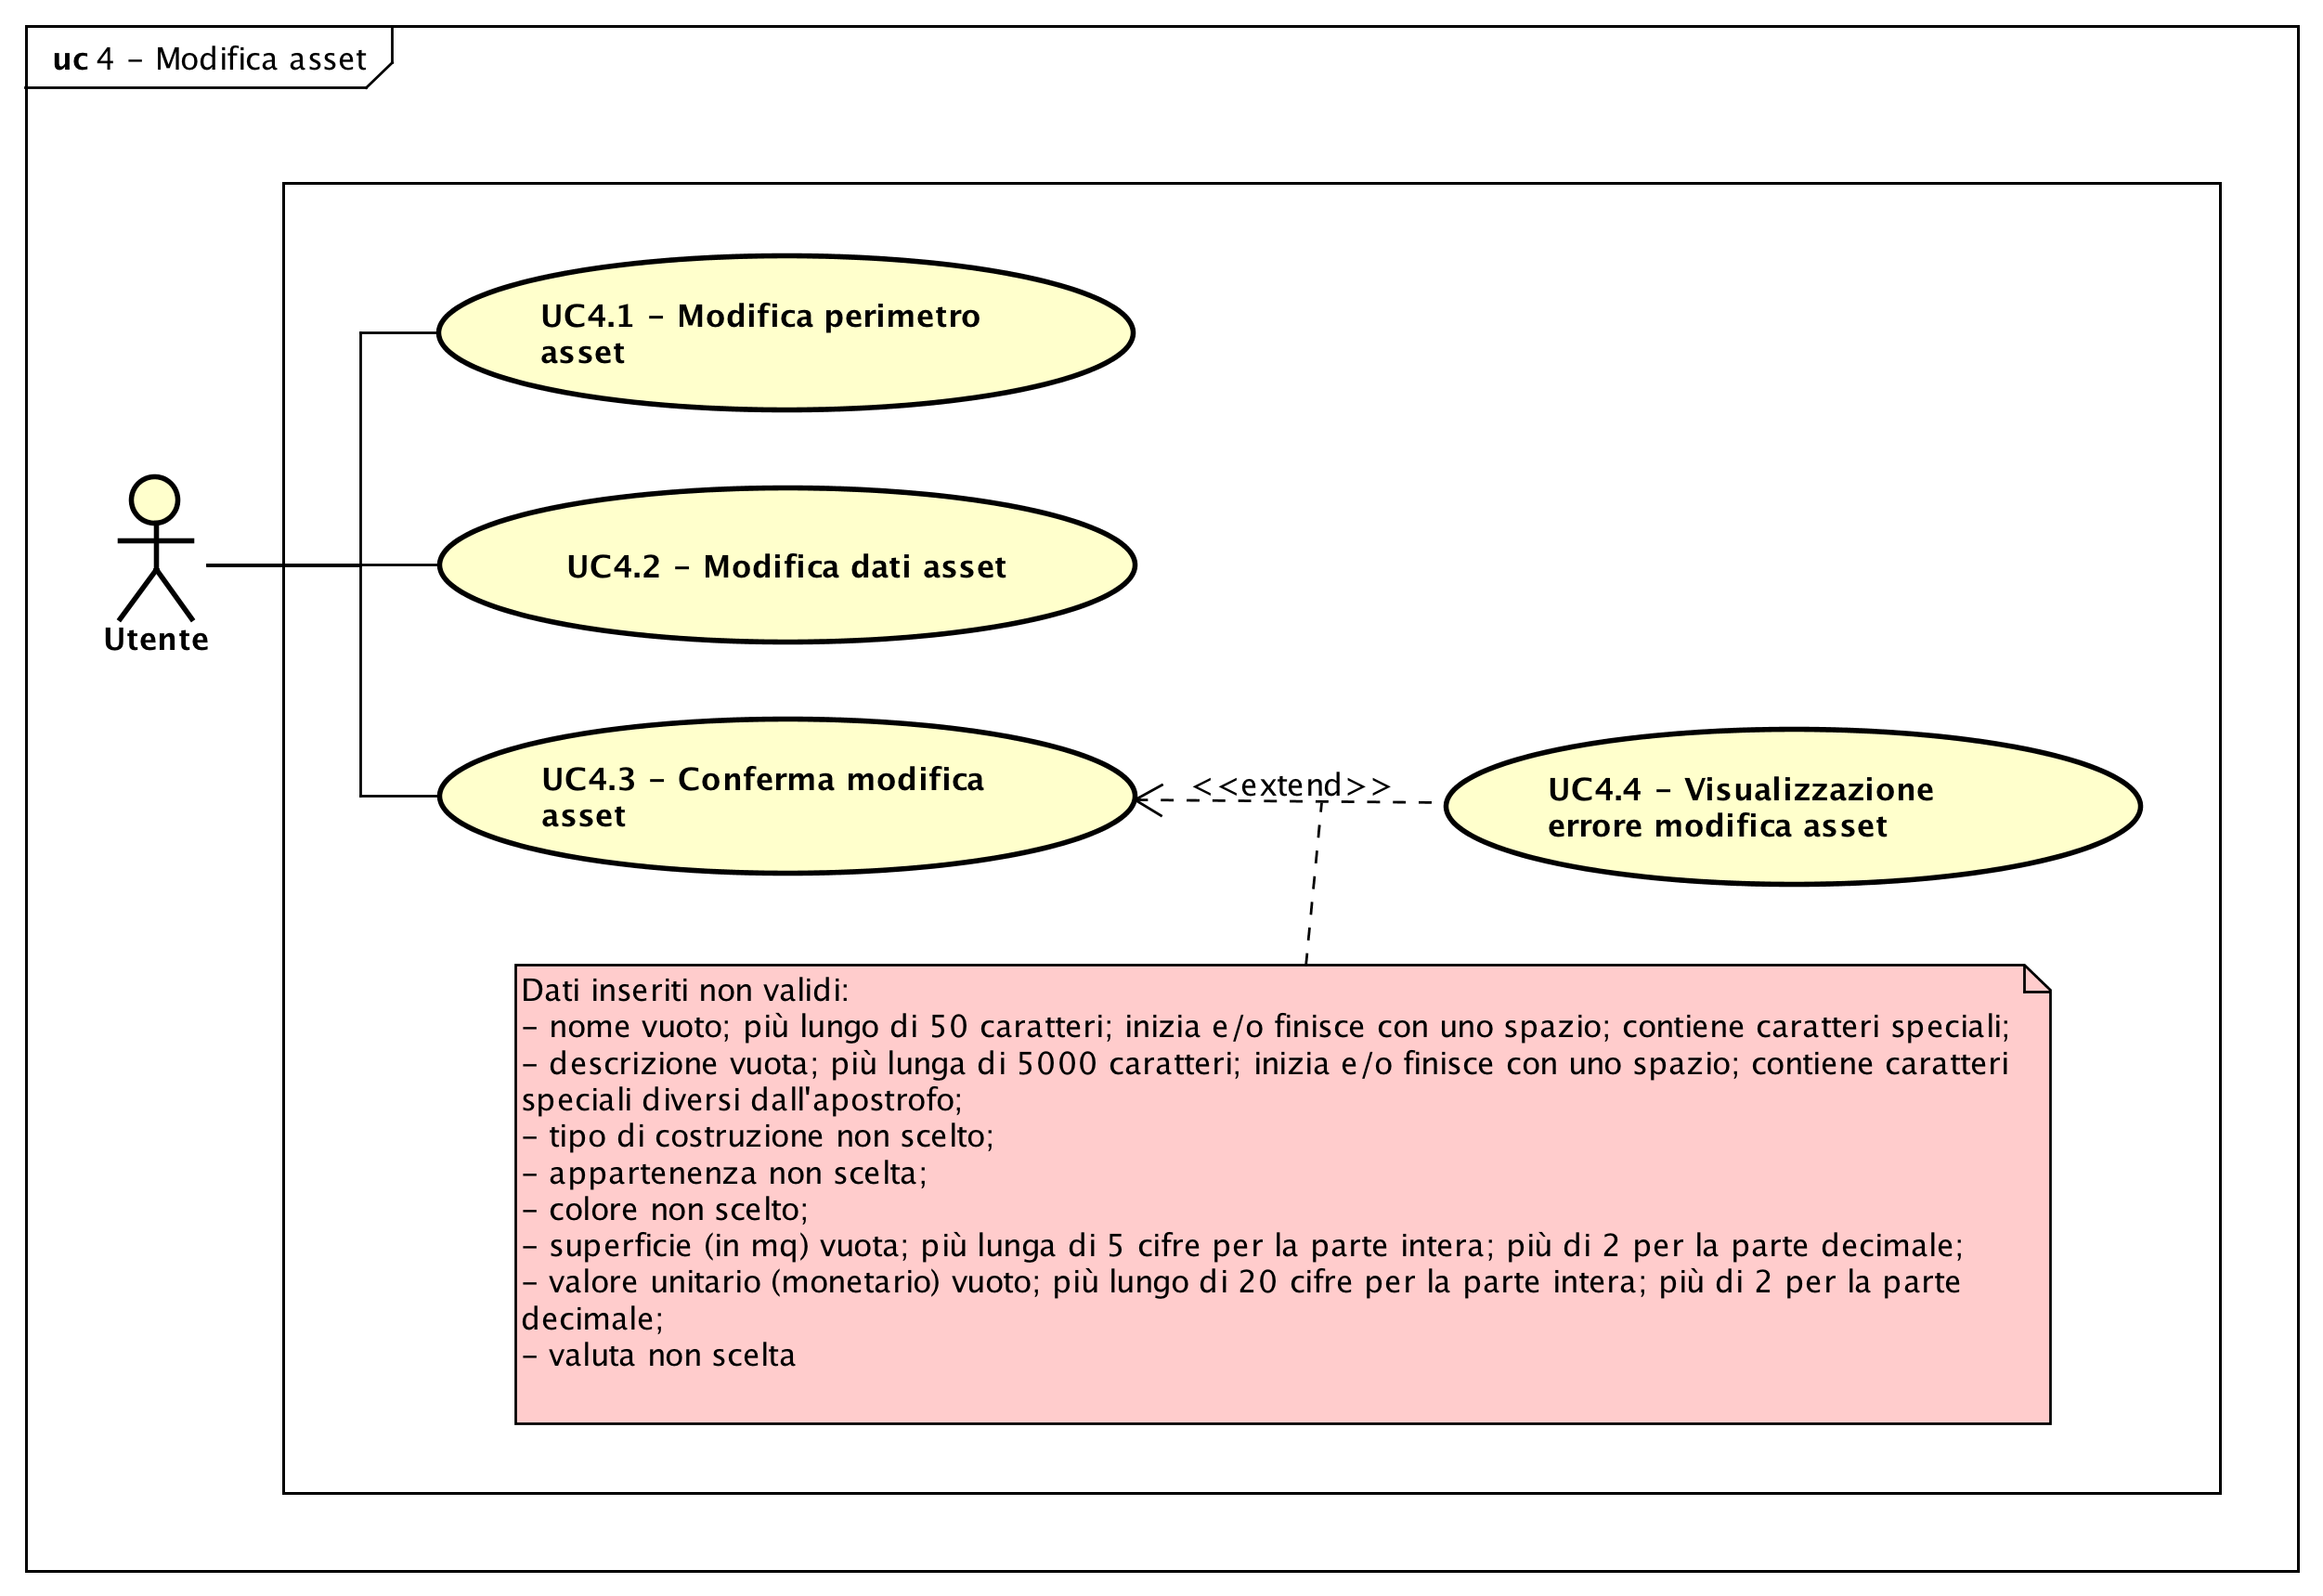 uc 4 – Modifica asset
UC4.1 – Modifica perimetro
asset
UC4.2 – Modifica dati asset
Utente
UC4.3 – Conferma modifica
asset
<<extend>>
UC4.4 – Visualizzazione
errore modifica asset
Dati inseriti non validi:
– nome vuoto; più lungo di 50 caratteri; inizia e/o finisce con uno spazio; contiene caratteri speciali;
– descrizione vuota; più lunga di 5000 caratteri; inizia e/o finisce con uno spazio; contiene caratteri
speciali diversi dall'apostrofo;
– tipo di costruzione non scelto;
– appartenenza non scelta;
– colore non scelto;
– superficie (in mq) vuota; più lunga di 5 cifre per la parte intera; più di 2 per la parte decimale;
– valore unitario (monetario) vuoto; più lungo di 20 cifre per la parte intera; più di 2 per la parte
decimale;
– valuta non scelta